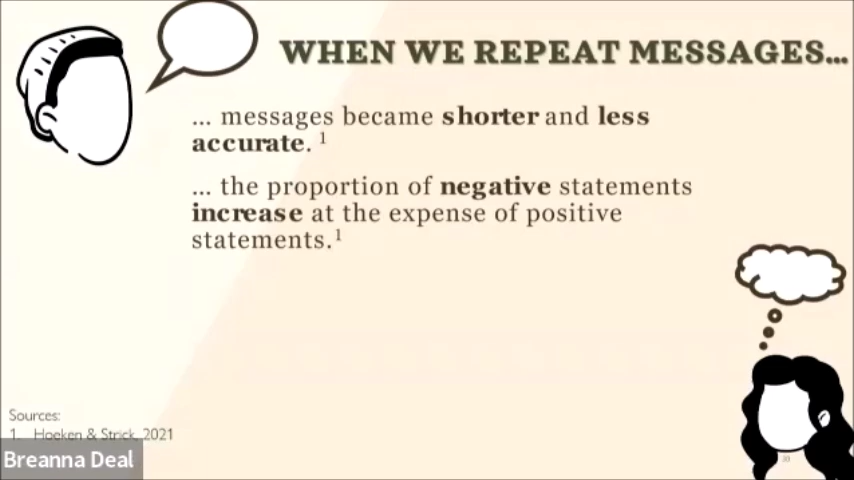 WHEN WE REPEAT MESSAGES...
... messages became shorter and less
accurate. 1
... the proportion of negative statements
increase at the expense of positive
statements.1
Sources:
1. Hoeken & Strick, 2021
Breanna Deal
30